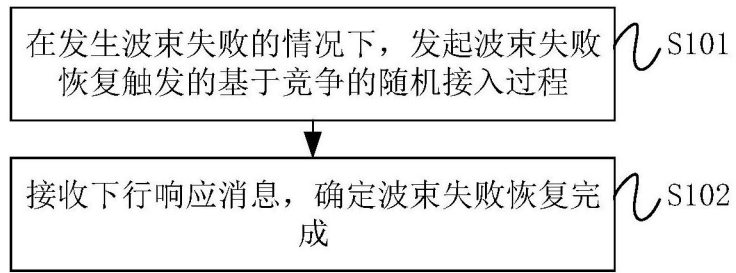 在发生波束失败的情况下，发起波束失败
恢复触发的基于竞争的随机接入过程
S101
接收下行响应消息，确定波束失败恢复完
成
S102